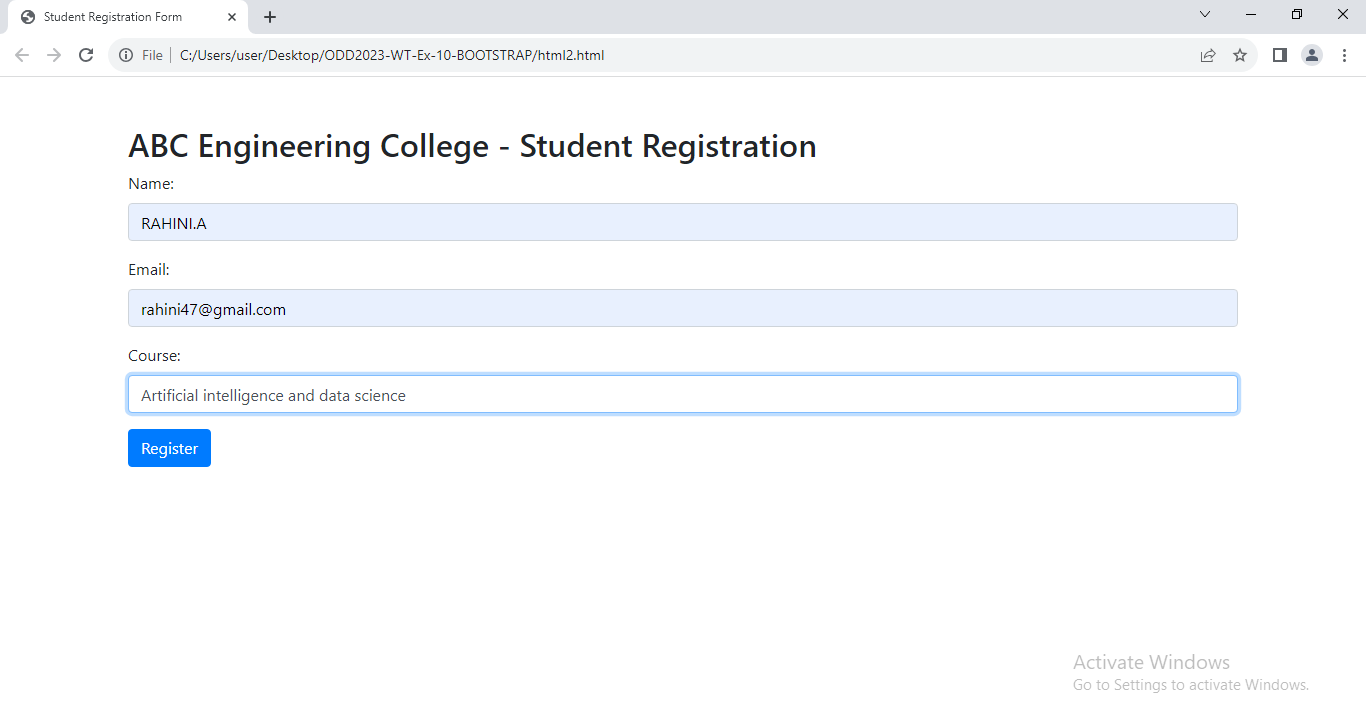 Student Registration Form
File
C:/Users/user/Desktop/ODD2023-WT-Ex-10-BOOTSTRAP/html2.html
ABC Engineering College - Student Registration
Name:
RAHINI.A
Email:
rahini47@gmail.com
Course:
Artificial intelligence and data science
Register
Activate Windows
Go to Settings to activate Windows.